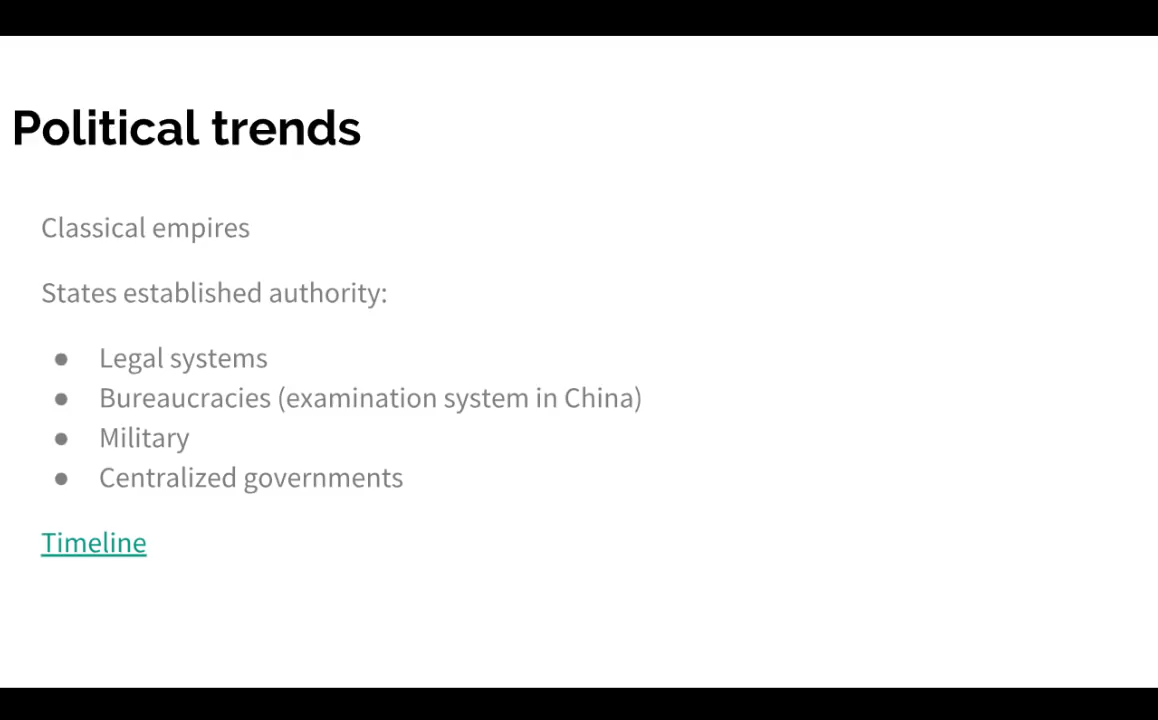 Political trends
Classical empires
States established authority:
● Legal systems
● Bureaucracies (examination system in China)
● Military
● Centralized governments
Timeline